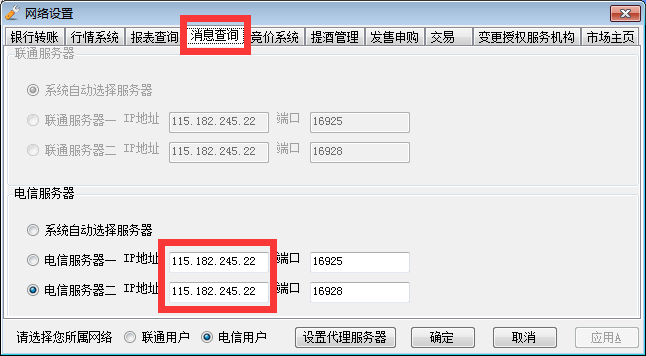 网络设置
银行转账 行情系统 报表查询 消息查询 竞价系统 提酒管理 发售申购 交易 变更授权服务机构 市场主页
联通服务器
系统自动选择服务器
联通服务器一 IP地址 115.182.245.22 端口 16925
联通服务器二 IP地址 115.182.245.22 端口 16928
电信服务器
系统自动选择服务器
电信服务器一 IP地址 115.182.245.22 端口 16925
电信服务器二 IP地址 115.182.245.22 端口 16928
请选择您所属网络 联通用户 电信用户 设置代理服务器 确定 取消 应用A